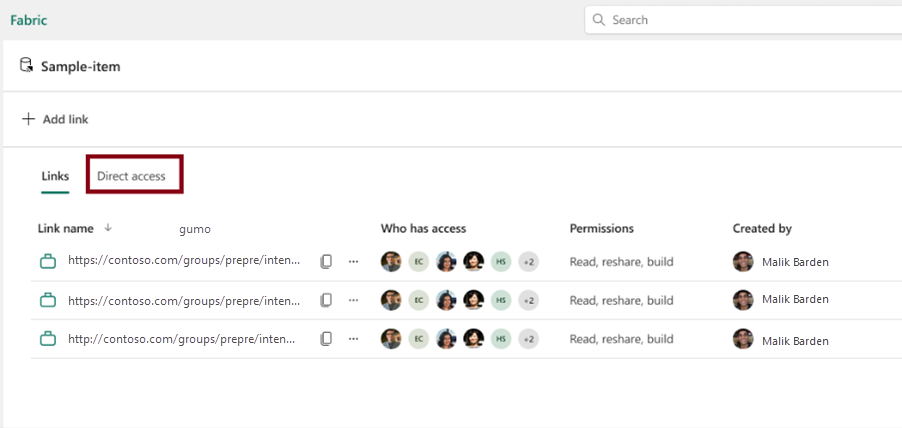 Fabric
Search
Sample-item
Add link
Links Direct access
Link name gumo Who has access Permissions Created by
https://contoso.com/groups/prepre/inten... ... EC HS +2 Read, reshare, build Malik Barden
https://contoso.com/groups/prepre/inten... ... EC HS +2 Read, reshare, build Malik Barden
http://contoso.com/groups/prepre/inten... ... EC HS +2 Read, reshare, build Malik Barden